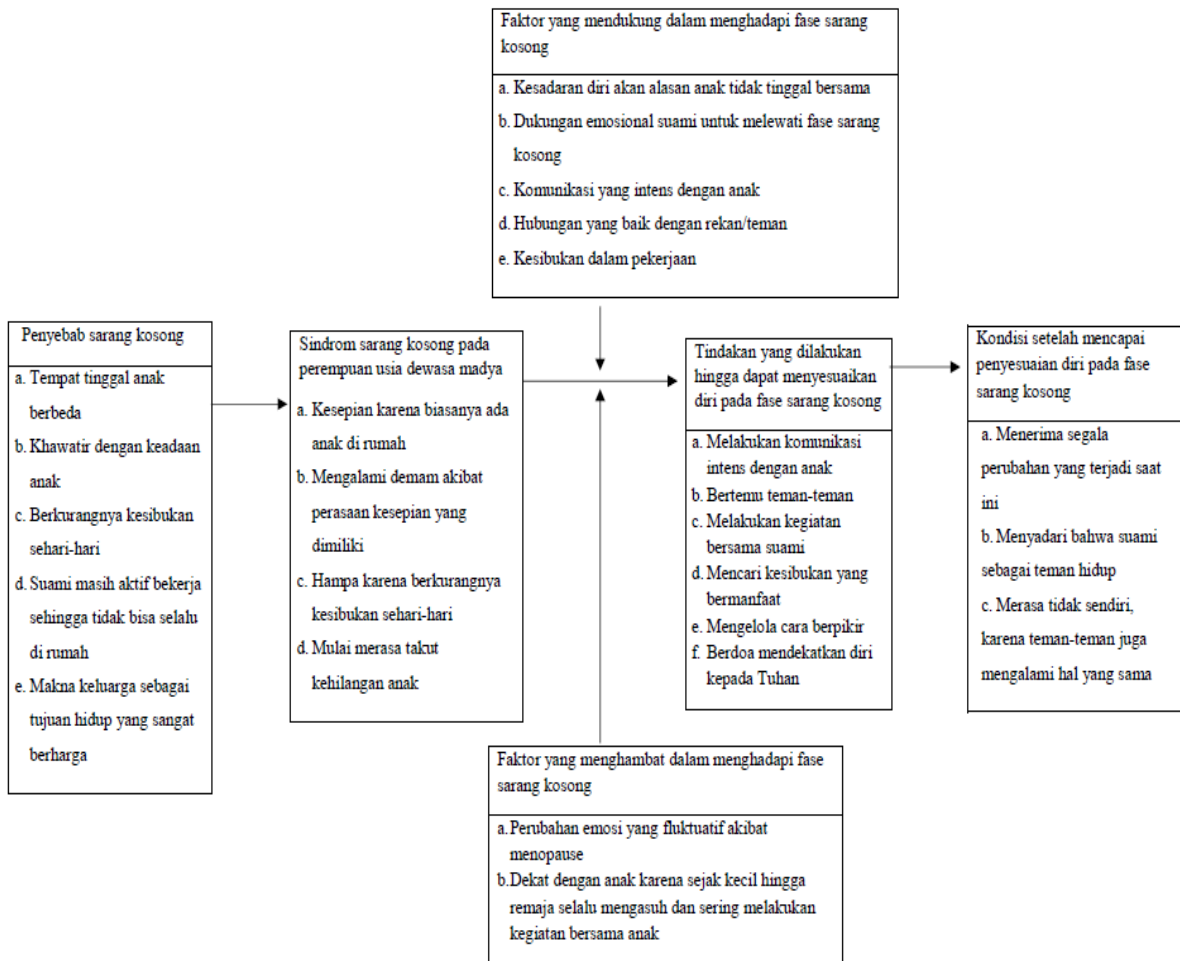 Faktor yang mendukung dalam menghadapi fase sarang
kosong
a. Kesadaran diri akan alasan anak tidak tinggal bersama
b. Dukungan emosional suami untuk melewati fase sarang
kosong
c. Komunikasi yang intens dengan anak
d. Hubungan yang baik dengan rekan/teman
e. Kesibukan dalam pekerjaan
Penyebab sarang kosong
a. Tempat tinggal anak
berbeda
b. Khawatir dengan keadaan
anak
c. Berkurangnya kesibukan
sehari-hari
d. Suami masih aktif bekerja
sehingga tidak bisa selalu
di rumah
e. Makna keluarga sebagai
tujuan hidup yang sangat
berharga
Sindrom sarang kosong pada
perempuan usia dewasa madya
a. Kesepian karena biasanya ada
anak di rumah
b. Mengalami demam akibat
perasaan kesepian yang
dimiliki
c. Hampa karena berkurangnya
kesibukan sehari-hari
d. Mulai merasa takut
kehilangan anak
Tindakan yang dilakukan
hingga dapat menyesuaikan
diri pada fase sarang kosong
a. Melakukan komunikasi
intens dengan anak
b. Bertemu teman-teman
c. Melakukan kegiatan
bersama suami
d. Mencari kesibukan yang
bermanfaat
e. Mengelola cara berpikir
f. Berdoa mendekatkan diri
kepada Tuhan
Kondisi setelah mencapai
penyesuaian diri pada fase
sarang kosong
a. Menerima segala
perubahan yang terjadi saat
ini
b. Menyadari bahwa suami
sebagai teman hidup
c. Merasa tidak sendiri,
karena teman-teman juga
mengalami hal yang sama
Faktor yang menghambat dalam menghadapi fase
sarang kosong
a. Perubahan emosi yang fluktuatif akibat
menopause
b. Dekat dengan anak karena sejak kecil hingga
remaja selalu mengasuh dan sering melakukan
kegiatan bersama anak